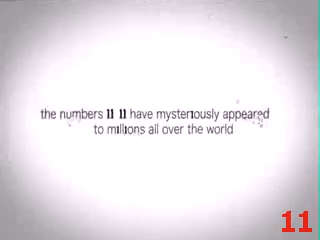 the numbers 11 11 have mysteriously appeared
to millions all over the world
11